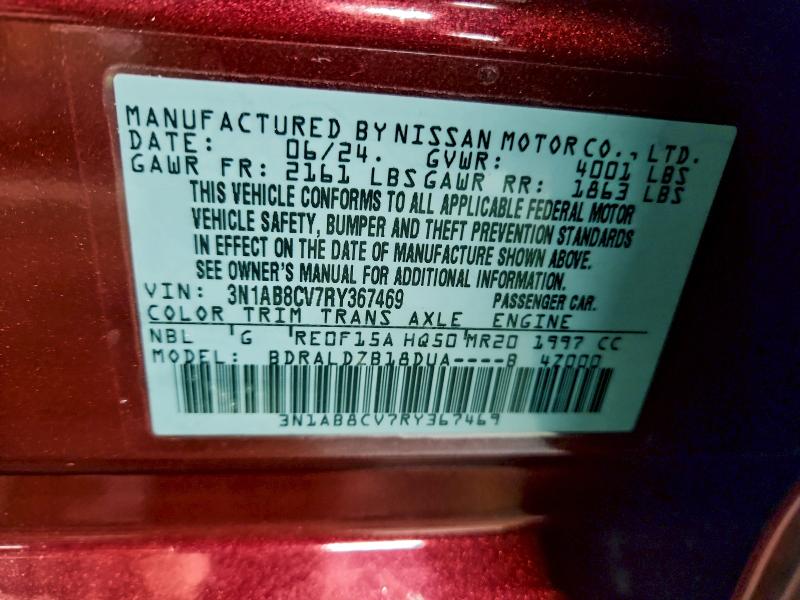 MANUFACTURED BY NISSAN MOTOR CO., LTD.
DATE: 06/24. GVWR: 4001 LBS
GAWR FR: 2161 LBS GAWR RR: 1863 LBS
THIS VEHICLE CONFORMS TO ALL APPLICABLE FEDERAL MOTOR
VEHICLE SAFETY, BUMPER AND THEFT PREVENTION STANDARDS
IN EFFECT ON THE DATE OF MANUFACTURE SHOWN ABOVE.
SEE OWNER'S MANUAL FOR ADDITIONAL INFORMATION.
VIN: 3N1AB8CV7RY367469 PASSENGER CAR.
COLOR TRIM TRANS AXLE ENGINE
NBL G RE0F15A HQ50 MR20 1997 CC
MODEL: BDRALDZB18DUA----B 47000
3N1AB8CV7RY367469